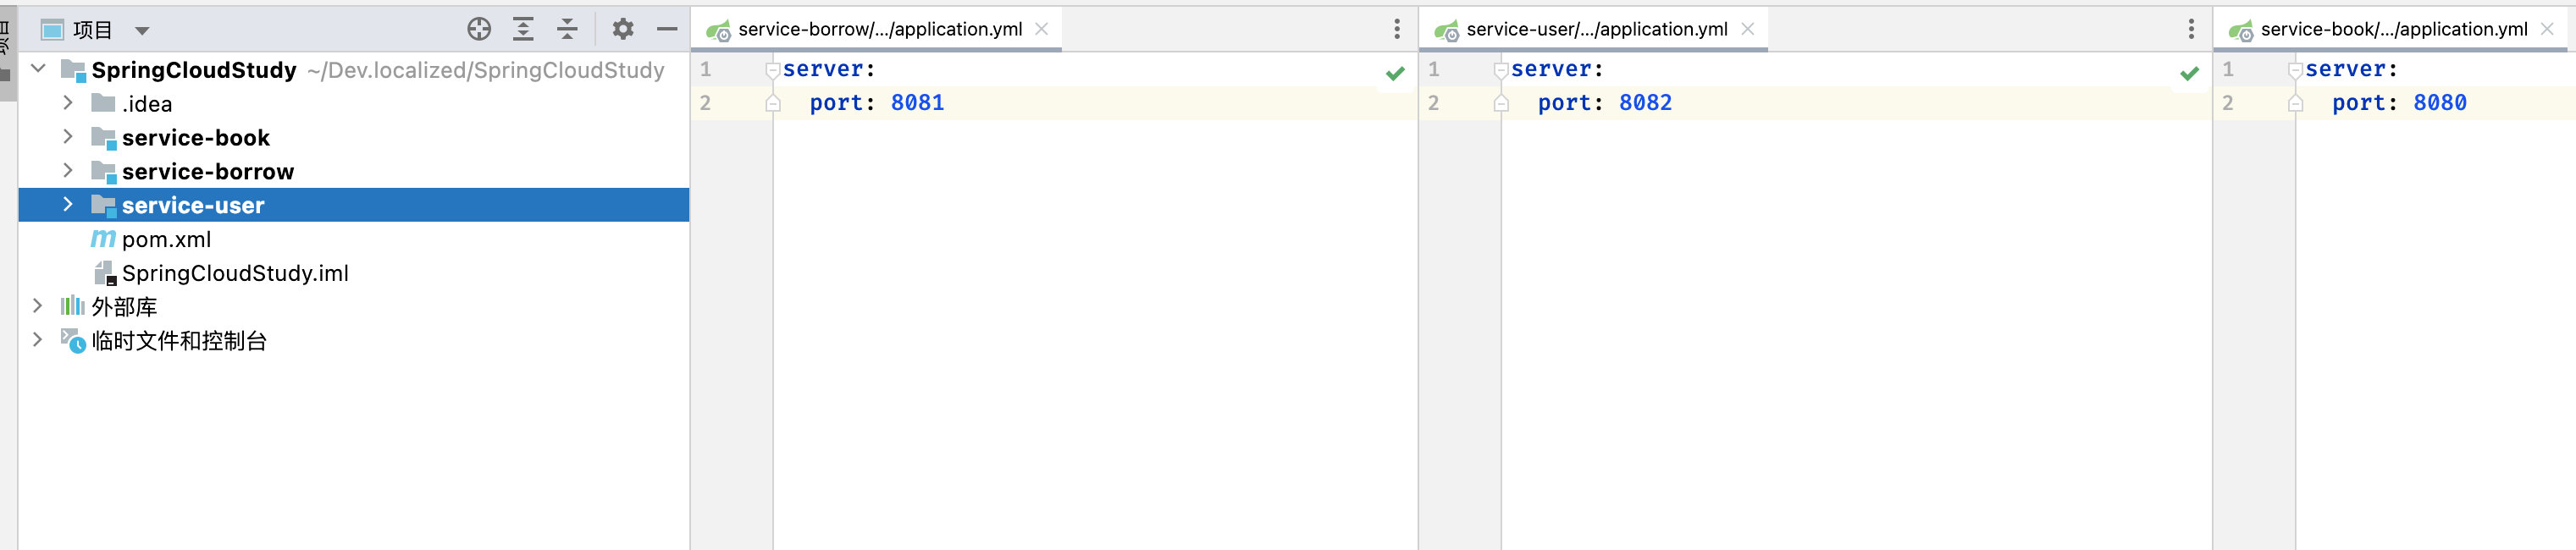 项目
项目
SpringCloudStudy ~/Dev.localized/SpringCloudStudy
.idea
service-book
service-borrow
service-user
pom.xml
SpringCloudStudy.iml
外部库
临时文件和控制台
service-borrow/.../application.yml
1 server:
2 port: 8081
service-user/.../application.yml
1 server:
2 port: 8082
service-book/.../application.yml
1 server:
2 port: 8080